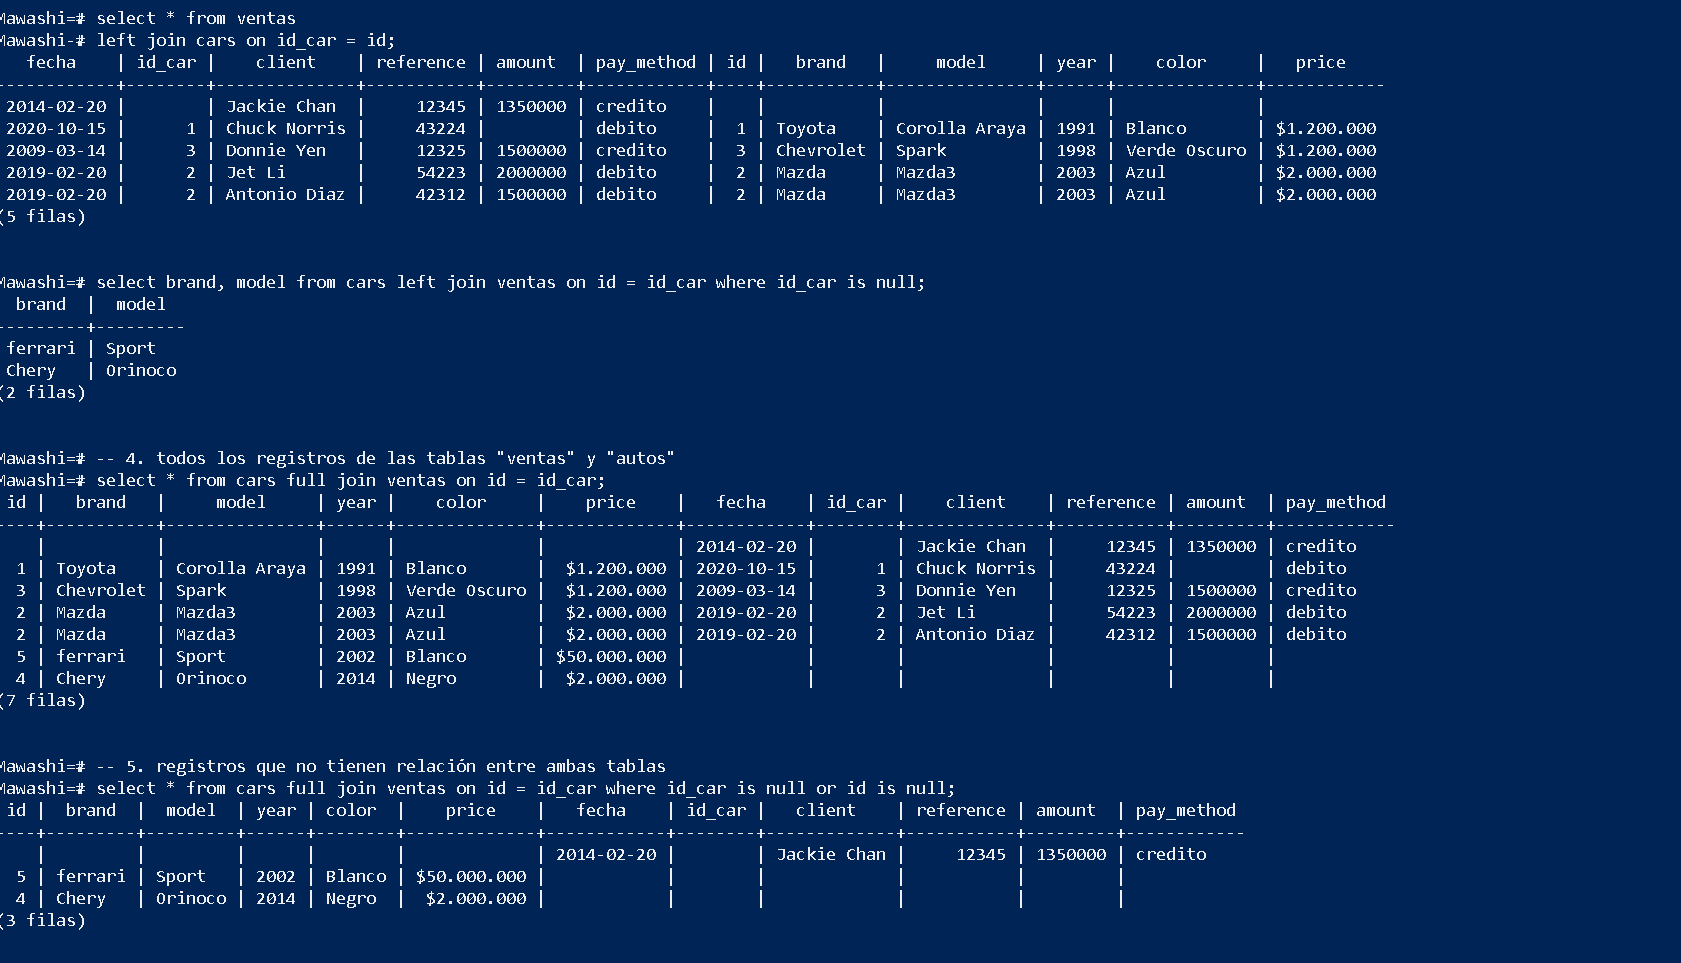 Mawashi=# select * from ventas
Mawashi-# left join cars on id_car = id;
   fecha    | id_car |    client    | reference | amount  | pay_method | id |   brand   |     model     | year |    color     |   price
------------+--------+--------------+-----------+---------+------------+----+-----------+---------------+------+--------------+------------
 2014-02-20 |        | Jackie Chan  |     12345 | 1350000 | credito    |    |           |               |      |              |
 2020-10-15 |      1 | Chuck Norris |     43224 |         | debito     |  1 | Toyota    | Corolla Araya | 1991 | Blanco       | $1.200.000
 2009-03-14 |      3 | Donnie Yen   |     12325 | 1500000 | credito    |  3 | Chevrolet | Spark         | 1998 | Verde Oscuro | $1.200.000
 2019-02-20 |      2 | Jet Li       |     54223 | 2000000 | debito     |  2 | Mazda     | Mazda3        | 2003 | Azul         | $2.000.000
 2019-02-20 |      2 | Antonio Diaz |     42312 | 1500000 | debito     |  2 | Mazda     | Mazda3        | 2003 | Azul         | $2.000.000
(5 filas)
Mawashi=# select brand, model from cars left join ventas on id = id_car where id_car is null;
  brand  |  model
---------+---------
 ferrari | Sport
 Chery   | Orinoco
(2 filas)
Mawashi=# -- 4. todos los registros de las tablas "ventas" y "autos"
Mawashi=# select * from cars full join ventas on id = id_car;
 id |   brand   |     model     | year |    color     |    price    |   fecha    | id_car |    client    | reference | amount  | pay_method
----+-----------+---------------+------+--------------+-------------+------------+--------+--------------+-----------+---------+------------
    |           |               |      |              |             | 2014-02-20 |        | Jackie Chan  |     12345 | 1350000 | credito
  1 | Toyota    | Corolla Araya | 1991 | Blanco       |  $1.200.000 | 2020-10-15 |      1 | Chuck Norris |     43224 |         | debito
  3 | Chevrolet | Spark         | 1998 | Verde Oscuro |  $1.200.000 | 2009-03-14 |      3 | Donnie Yen   |     12325 | 1500000 | credito
  2 | Mazda     | Mazda3        | 2003 | Azul         |  $2.000.000 | 2019-02-20 |      2 | Jet Li       |     54223 | 2000000 | debito
  2 | Mazda     | Mazda3        | 2003 | Azul         |  $2.000.000 | 2019-02-20 |      2 | Antonio Diaz |     42312 | 1500000 | debito
  5 | ferrari   | Sport         | 2002 | Blanco       | $50.000.000 |            |        |              |           |         |
  4 | Chery     | Orinoco       | 2014 | Negro        |  $2.000.000 |            |        |              |           |         |
(7 filas)
Mawashi=# -- 5. registros que no tienen relación entre ambas tablas
Mawashi=# select * from cars full join ventas on id = id_car where id_car is null or id is null;
 id |  brand  |  model  | year | color  |    price    |   fecha    | id_car |   client    | reference | amount  | pay_method
----+---------+---------+------+--------+-------------+------------+--------+-------------+-----------+---------+------------
    |         |         |      |        |             | 2014-02-20 |        | Jackie Chan |     12345 | 1350000 | credito
  5 | ferrari | Sport   | 2002 | Blanco | $50.000.000 |            |        |             |           |         |
  4 | Chery   | Orinoco | 2014 | Negro  |  $2.000.000 |            |        |             |           |         |
(3 filas)